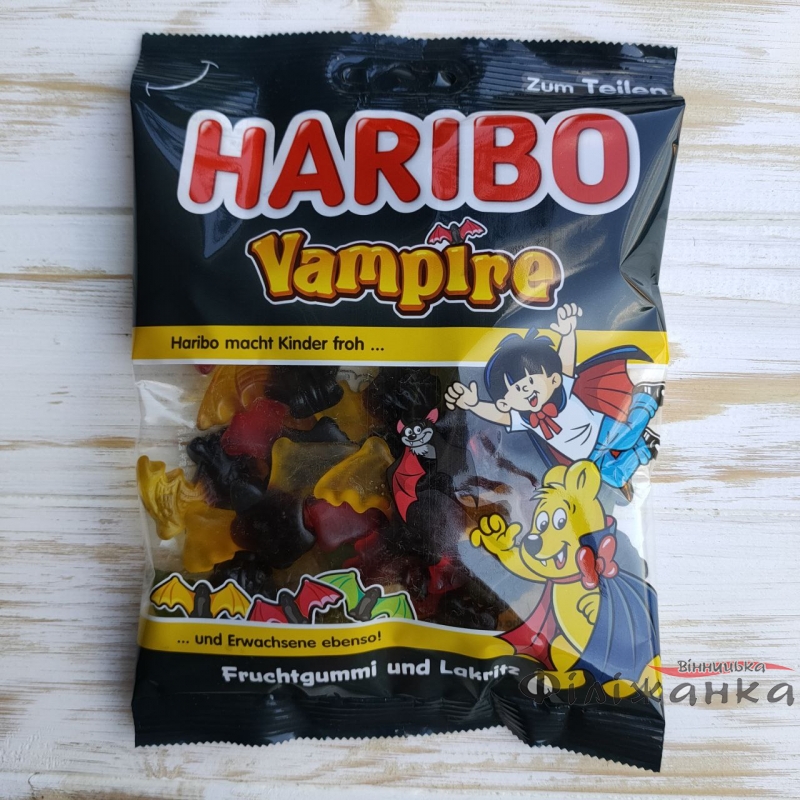 Zum Teilen
HARIBO
Vampire
Haribo macht Kinder froh ...
... und Erwachsene ebenso!
Fruchtgummi und Lakritz
Вінницька
Філіжанка